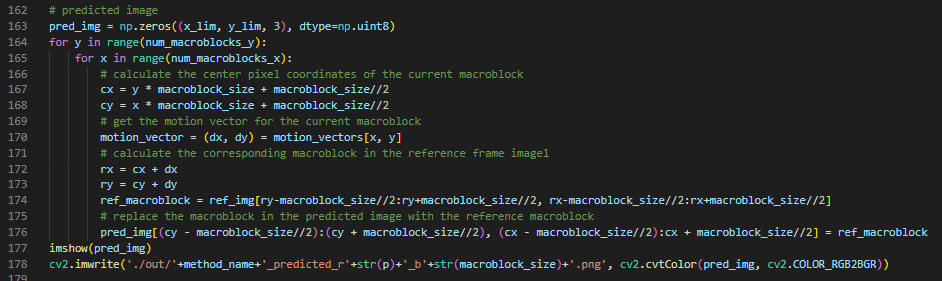 162 # predicted image
163 pred_img = np.zeros((x_lim, y_lim, 3), dtype=np.uint8)
164 for y in range(num_macroblocks_y):
165     for x in range(num_macroblocks_x):
166         # calculate the center pixel coordinates of the current macroblock
167         cx = y * macroblock_size + macroblock_size//2
168         cy = x * macroblock_size + macroblock_size//2
169         # get the motion vector for the current macroblock
170         motion_vector = (dx, dy) = motion_vectors[x, y]
171         # calculate the corresponding macroblock in the reference frame image1
172         rx = cx + dx
173         ry = cy + dy
174         ref_macroblock = ref_img[ry-macroblock_size//2:ry+macroblock_size//2, rx-macroblock_size//2:rx+macroblock_size//2]
175         # replace the macroblock in the predicted image with the reference macroblock
176         pred_img[(cy - macroblock_size//2):(cy + macroblock_size//2), (cx - macroblock_size//2):cx + macroblock_size//2] = ref_macroblock
177 imshow(pred_img)
178 cv2.imwrite('./out/'+method_name+'_predicted_r'+str(p)+'_b'+str(macroblock_size)+'.png', cv2.cvtColor(pred_img, cv2.COLOR_RGB2BGR))
179